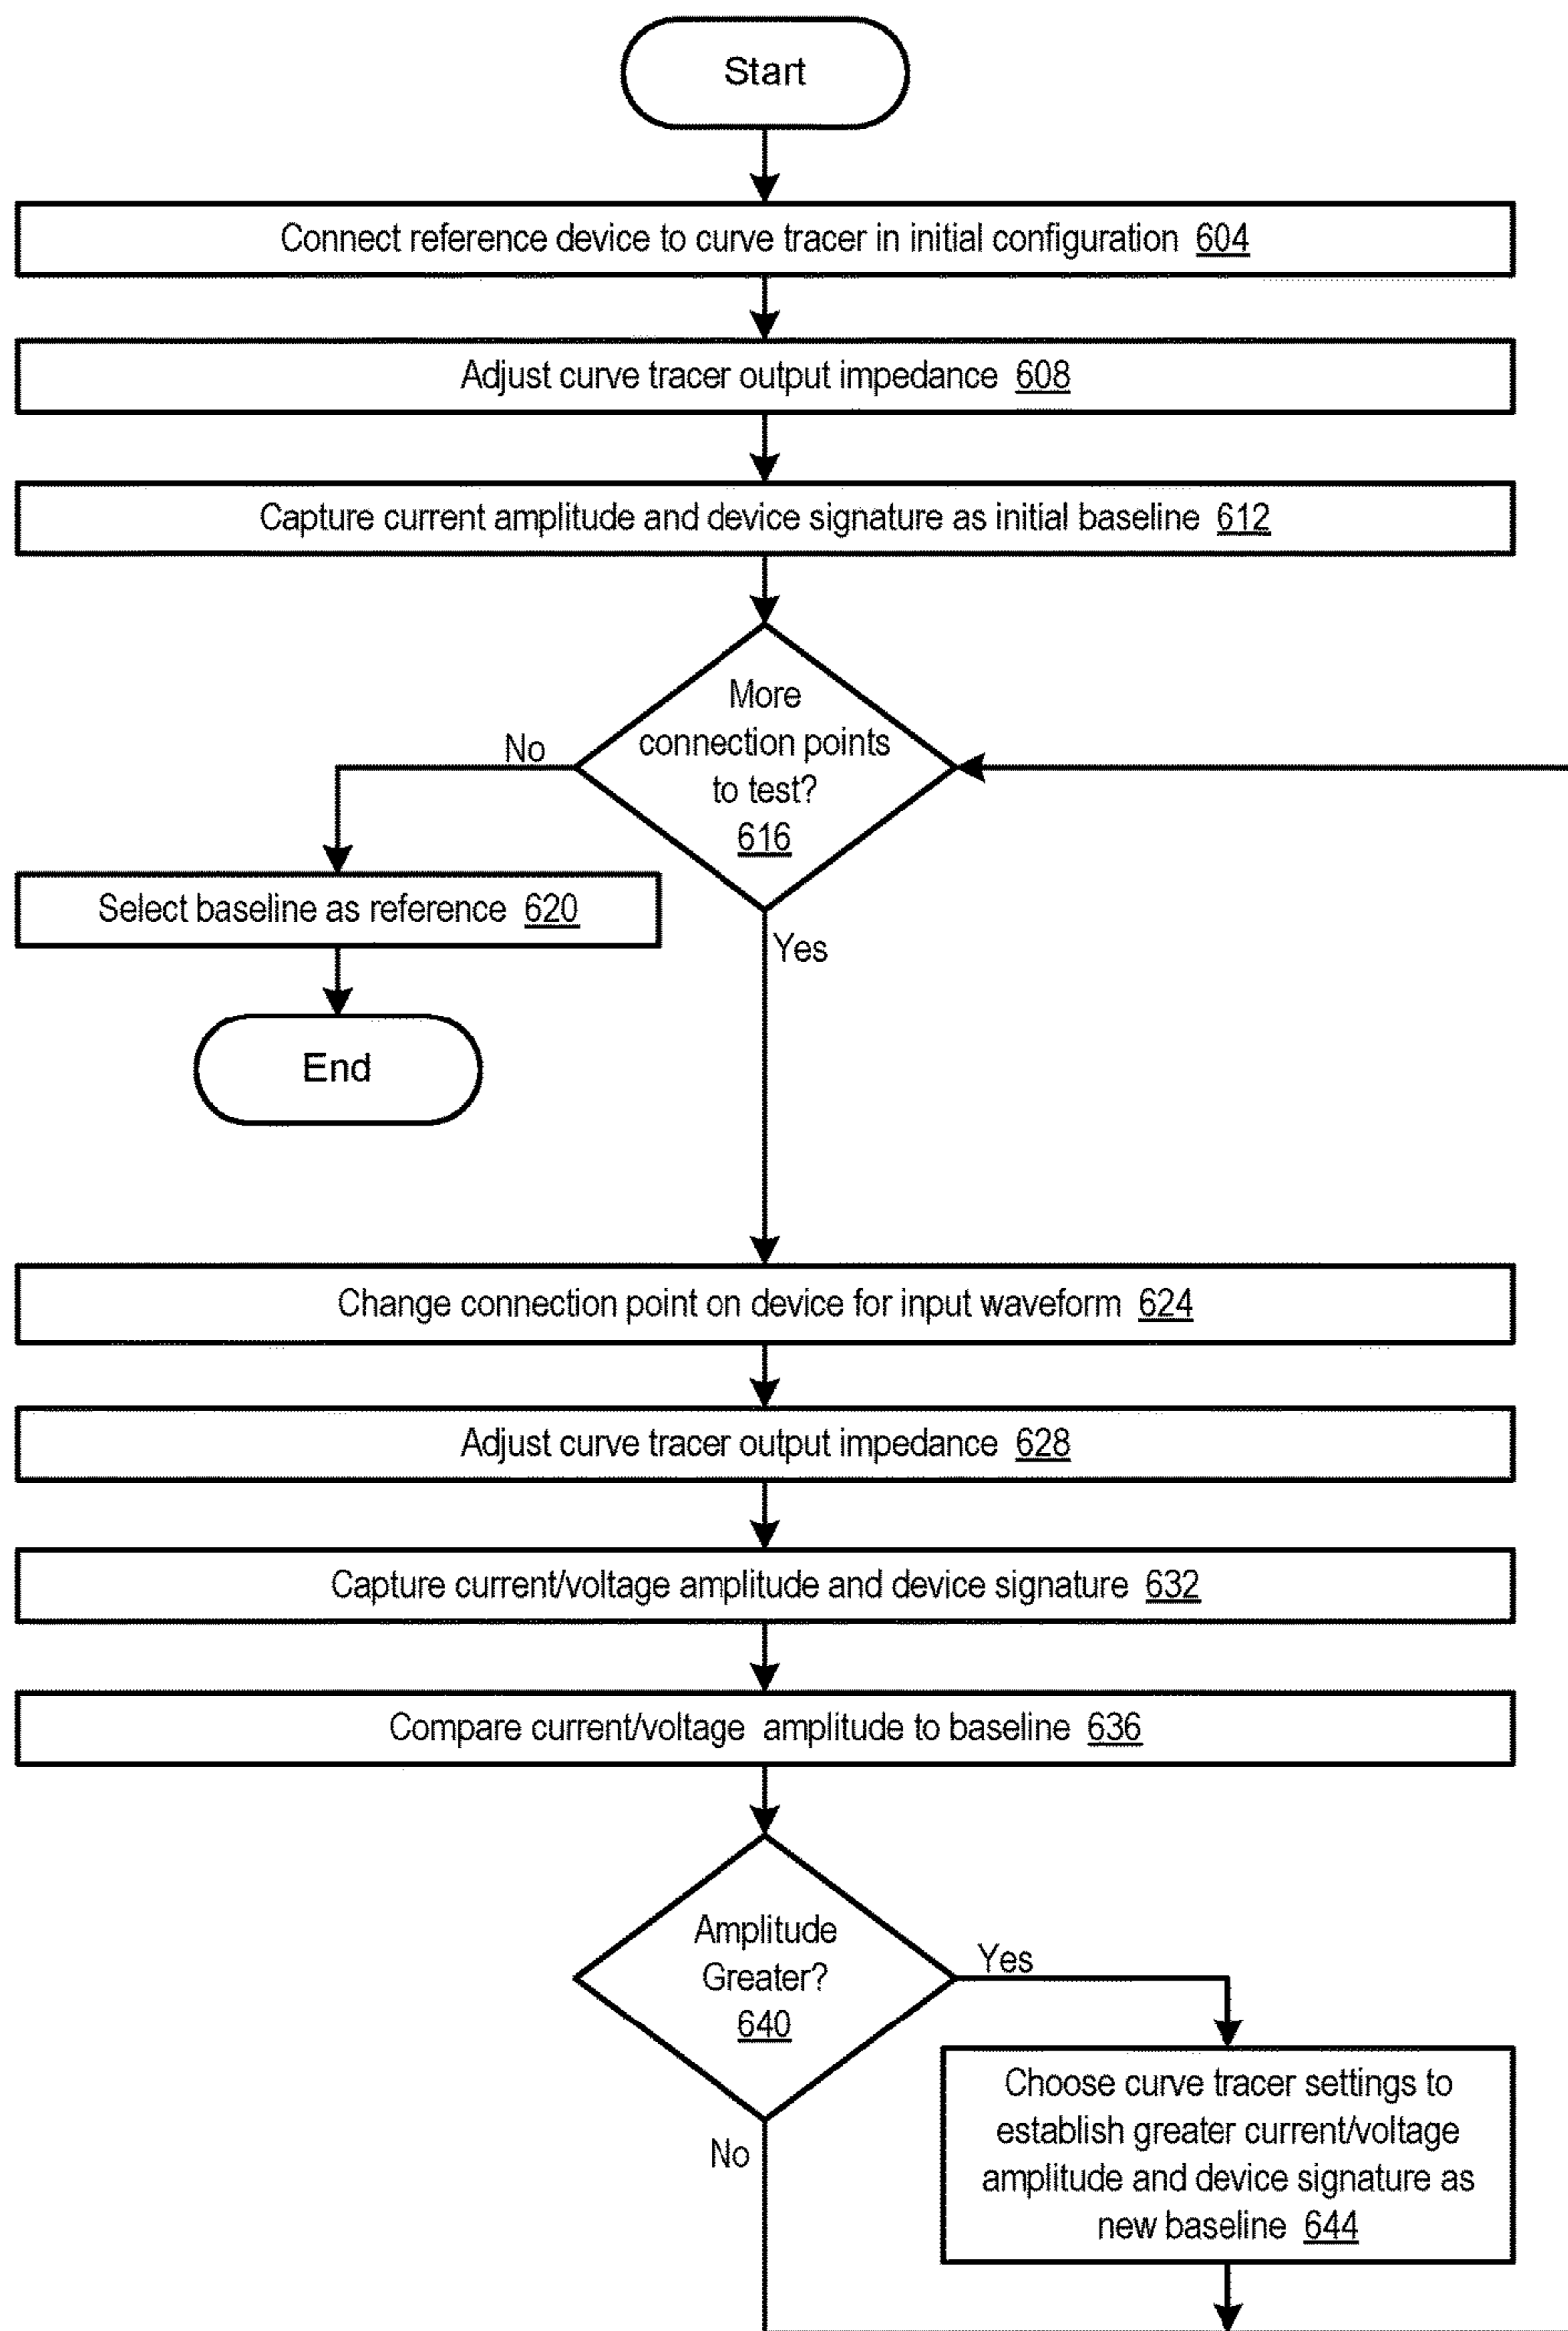 Start
Connect reference device to curve tracer in initial configuration 604
Adjust curve tracer output impedance 608
Capture current amplitude and device signature as initial baseline 612
More
connection points
to test?
616
No
Select baseline as reference 620
Yes
End
Change connection point on device for input waveform 624
Adjust curve tracer output impedance 628
Capture current/voltage amplitude and device signature 632
Compare current/voltage amplitude to baseline 636
Amplitude
Greater?
640
Yes
Choose curve tracer settings to
establish greater current/voltage
amplitude and device signature as
new baseline 644
No